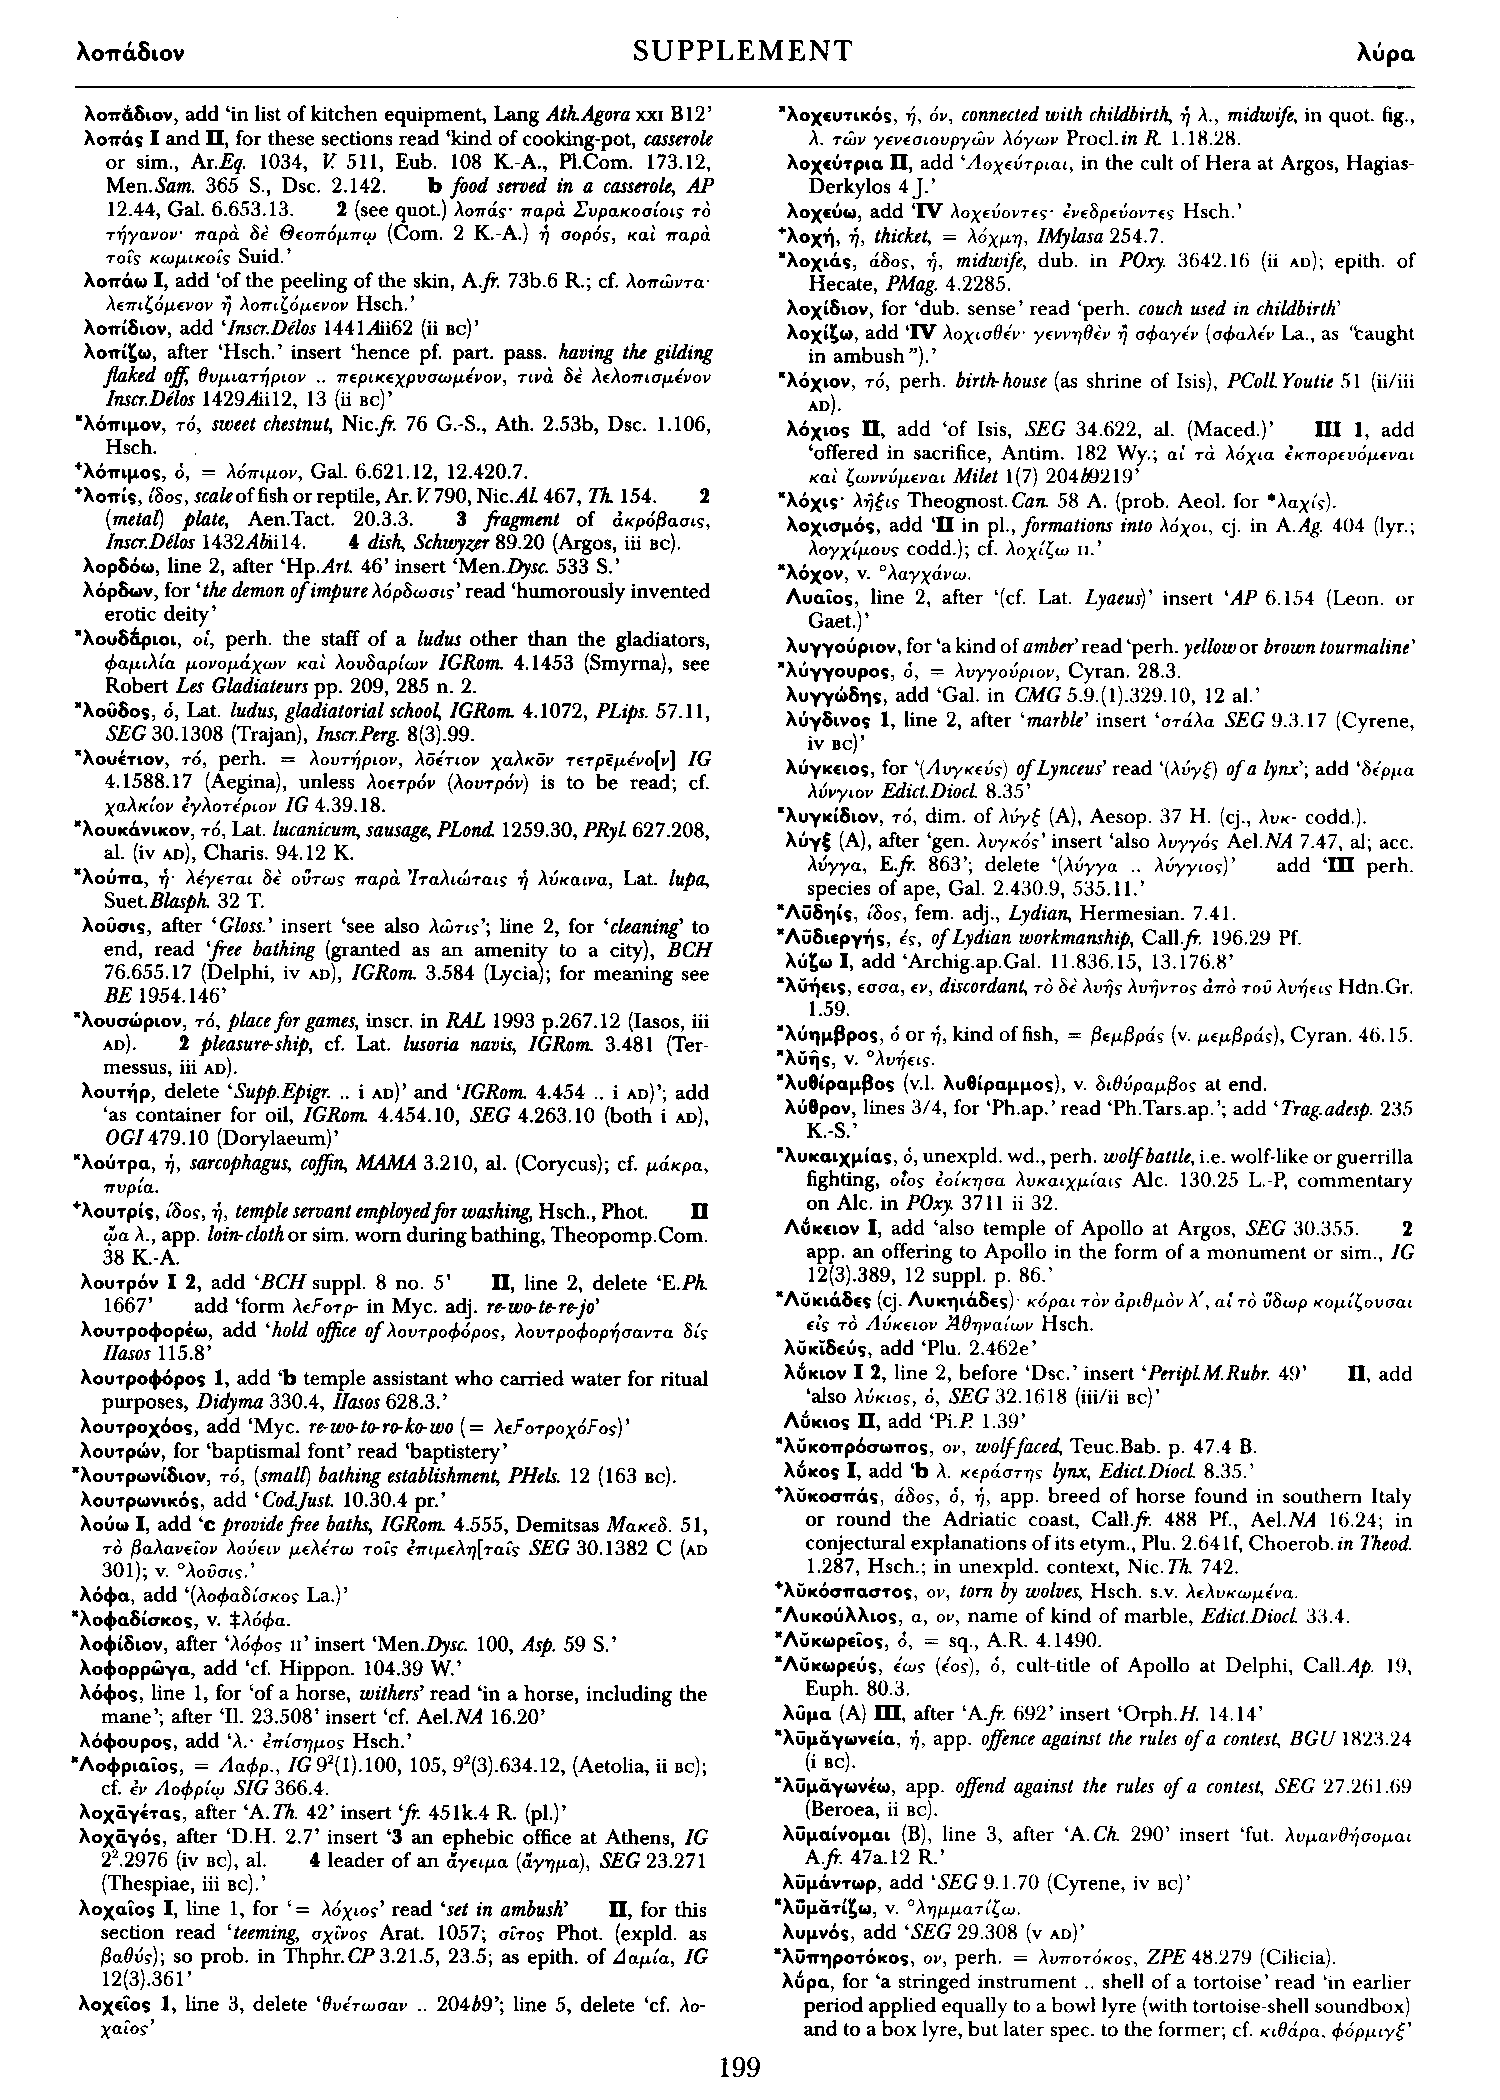 λοπάδιον
SUPPLEMENT
λύρα
λοπάδιον, add ‘in list of kitchen equipment, Lang Ath.Agora XXI B12’
λοπάς I and II, for these sections read ‘kind of cooking-pot, casserole
or sim., Ar.Eq. 1034, V. 511, Eub. 108 K.-A., Pl.Com. 173.12,
Men.Sam. 365 S., Dsc. 2.142. b food served in a casserole, AP
12.44, Gal. 6.653.13. 2 (see quot.) λοπάς· παρὰ Συρακοσίοις τὸ
τήγανον· παρὰ δὲ Θεοπόμπῳ (Com. 2 K.-A.) ἡ σορός, καὶ παρὰ
τοῖς κωμικοῖς Suid.’
λοπάω I, add ‘of the peeling of the skin, A.fr. 73b.6 R.; cf. λοπῶντα·
λεπιζόμενον ἢ λοπιζόμενον Hsch.’
λοπίδιον, add ‘Inscr.Délos 1441Aii62 (ii BC)’
λοπίζω, after ‘Hsch.’ insert ‘hence pf. part. pass. having the gilding
flaked off, θυμιατήριον .. περικεχρυσωμένον, τινὰ δὲ λελοπισμένον
Inscr.Délos 1429Aii12, 13 (ii BC)’
*λόπιμον, τό, sweet chestnut, Nic.fr. 76 G.-S., Ath. 2.53b, Dsc. 1.106,
Hsch.
⁺λόπιμος, ὁ, = λόπιμον, Gal. 6.621.12, 12.420.7.
⁺λοπίς, ίδος, scale of fish or reptile, Ar. V. 790, Nic.Al. 467, Th. 154. 2
(metal) plate, Aen.Tact. 20.3.3. 3 fragment of ἀκρόβασις,
Inscr.Délos 1432Abii14. 4 dish, Schwyzer 89.20 (Argos, iii BC).
λορδόω, line 2, after ‘Hp.Art. 46’ insert ‘Men.Dysc. 533 S.’
λόρδων, for ‘the demon of impure λόρδωσις’ read ‘humorously invented
erotic deity’
*λουδάριοι, οἱ, perh. the staff of a ludus other than the gladiators,
φαμιλία μονομάχων καὶ λουδαρίων IGRom. 4.1453 (Smyrna), see
Robert Les Gladiateurs pp. 209, 285 n. 2.
*λοῦδος, ὁ, Lat. ludus, gladiatorial school, IGRom. 4.1072, PLips. 57.11,
SEG 30.1308 (Trajan), Inscr.Perg. 8(3).99.
*λουέτιον, τό, perh. = λουτήριον, λο̄έτιον χαλκο̄ν τετρε̄μένο[ν] IG
4.1588.17 (Aegina), unless λοετρόν (λουτρόν) is to be read; cf.
χαλκίον ἐγλοτέριον IG 4.39.18.
*λουκάνικον, τό, Lat. lucanicum, sausage, PLond. 1259.30, PRyl. 627.208,
al. (iv AD), Charis. 94.12 K.
*λούπα, ἡ· λέγεται δὲ οὕτως παρὰ Ἰταλιώταις ἡ λύκαινα, Lat. lupa,
Suet.Blasph. 32 T.
λοῦσις, after ‘Gloss.’ insert ‘see also λῶτις’; line 2, for ‘cleaning’ to
end, read ‘free bathing (granted as an amenity to a city), BCH
76.655.17 (Delphi, iv AD), IGRom. 3.584 (Lycia); for meaning see
BE 1954.146’
*λουσώριον, τό, place for games, inscr. in RAL 1993 p.267.12 (Iasos, iii
AD). 2 pleasure-ship, cf. Lat. lusoria navis, IGRom. 3.481 (Ter-
messus, iii AD).
λουτήρ, delete ‘Supp.Epigr. .. i AD)’ and ‘IGRom. 4.454 .. i AD)’; add
‘as container for oil, IGRom. 4.454.10, SEG 4.263.10 (both i AD),
OGI 479.10 (Dorylaeum)’
*λούτρα, ἡ, sarcophagus, coffin, MAMA 3.210, al. (Corycus); cf. μάκρα,
πυρία.
⁺λουτρίς, ίδος, ἡ, temple servant employed for washing, Hsch., Phot. II
ᾤα λ., app. loin-cloth or sim. worn during bathing, Theopomp.Com.
38 K.-A.
λουτρόν I 2, add ‘BCH suppl. 8 no. 5’ II, line 2, delete ‘E.Ph.
1667’ add ‘form λεϝοτρ- in Myc. adj. re-wo-te-re-jo’
λουτροφορέω, add ‘hold office of λουτροφόρος, λουτροφορήσαντα δίς
IIasos 115.8’
λουτροφόρος 1, add ‘b temple assistant who carried water for ritual
purposes, Didyma 330.4, IIasos 628.3.’
λουτροχόος, add ‘Myc. re-wo-to-ro-ko-wo (= λεϝοτροχόϝος)’
λουτρών, for ‘baptismal font’ read ‘baptistery’
*λουτρωνίδιον, τό, (small) bathing establishment, PHels. 12 (163 BC).
λουτρωνικός, add ‘Cod.Just. 10.30.4 pr.’
λούω I, add ‘c provide free baths, IGRom. 4.555, Demitsas Μακεδ. 51,
τὸ βαλανεῖον λούειν μελέτω τοῖς ἐπιμελη[ταῖς SEG 30.1382 C (AD
301); v. °λοῦσις.’
λόφα, add ‘(λοφαδίσκος La.)’
*λοφαδίσκος, v. ‡λόφα.
λοφίδιον, after ‘λόφος II’ insert ‘Men.Dysc. 100, Asp. 59 S.’
λοφορρῶγα, add ‘cf. Hippon. 104.39 W.’
λόφος, line 1, for ‘of a horse, withers’ read ‘in a horse, including the
mane’; after ‘Il. 23.508’ insert ‘cf. Ael.NA 16.20’
λόφουρος, add ‘λ.· ἐπίσημος Hsch.’
*Λοφριαῖος, = Λαφρ., IG 9²(1).100, 105, 9²(3).634.12, (Aetolia, ii BC);
cf. ἐν Λοφρίῳ SIG 366.4.
λοχᾱγέτας, after ‘A.Th. 42’ insert ‘fr. 451k.4 R. (pl.)’
λοχᾱγός, after ‘D.H. 2.7’ insert ‘3 an ephebic office at Athens, IG
2².2976 (iv BC), al. 4 leader of an ἄγειμα (ἄγημα), SEG 23.271
(Thespiae, iii BC).’
λοχαῖος I, line 1, for ‘= λόχιος’ read ‘set in ambush’ II, for this
section read ‘teeming, σχῖνος Arat. 1057; σῖτος Phot. (expld. as
βαθύς); so prob. in Thphr.CP 3.21.5, 23.5; as epith. of Δαμία, IG
12(3).361’
λοχεῖος 1, line 3, delete ‘θυέτωσαν .. 204b9’; line 5, delete ‘cf. λο-
χαῖος’
*λοχευτικός, ή, όν, connected with childbirth, ἡ λ., midwife, in quot. fig.,
λ. τῶν γενεσιουργῶν λόγων Procl.in R. 1.18.28.
λοχεύτρια II, add ‘Λοχεύτριαι, in the cult of Hera at Argos, Hagias-
Derkylos 4 J.’
λοχεύω, add ‘IV λοχεύοντες· ἐνεδρεύοντες Hsch.’
⁺λοχή, ἡ, thicket, = λόχμη, IMylasa 254.7.
*λοχιάς, άδος, ἡ, midwife, dub. in POxy. 3642.16 (ii AD); epith. of
Hecate, PMag. 4.2285.
λοχίδιον, for ‘dub. sense’ read ‘perh. couch used in childbirth’
λοχίζω, add ‘IV λοχισθέν· γεννηθὲν ἢ σφαγέν (σφαλέν La., as “caught
in ambush”).’
*λόχιον, τό, perh. birth-house (as shrine of Isis), PColl.Youtie 51 (ii/iii
AD).
λόχιος II, add ‘of Isis, SEG 34.622, al. (Maced.)’ III 1, add
‘offered in sacrifice, Antim. 182 Wy.; αἱ τὰ λόχια ἐκπορευόμεναι
καὶ ζωννύμεναι Milet 1(7) 204b9219’
*λόχις· λῆξις Theognost.Can. 58 A. (prob. Aeol. for *λαχίς).
λοχισμός, add ‘II in pl., formations into λόχοι, cj. in A.Ag. 404 (lyr.;
λογχίμους codd.); cf. λοχίζω II.’
*λόχον, v. °λαγχάνω.
Λυαῖος, line 2, after ‘(cf. Lat. Lyaeus)’ insert ‘AP 6.154 (Leon. or
Gaet.)’
λυγγούριον, for ‘a kind of amber’ read ‘perh. yellow or brown tourmaline’
*λύγγουρος, ὁ, = λυγγούριον, Cyran. 28.3.
λυγγώδης, add ‘Gal. in CMG 5.9.(1).329.10, 12 al.’
λύγδινος 1, line 2, after ‘marble’ insert ‘στάλα SEG 9.3.17 (Cyrene,
iv BC)’
λύγκειος, for ‘(Λυγκεύς) of Lynceus’ read ‘(λύγξ) of a lynx’; add ‘δέρμα
λύνγιον Edict.Diocl. 8.35’
*λυγκίδιον, τό, dim. of λύγξ (A), Aesop. 37 H. (cj., λυκ- codd.).
λύγξ (A), after ‘gen. λυγκός’ insert ‘also λυγγός Ael.NA 7.47, al; acc.
λύγγα, E.fr. 863’; delete ‘(λύγγα .. λύγγιος)’ add ‘III perh.
species of ape, Gal. 2.430.9, 535.11.’
*Λῡδηίς, ίδος, fem. adj., Lydian, Hermesian. 7.41.
*Λῡδιεργής, ές, of Lydian workmanship, Call.fr. 196.29 Pf.
λύζω I, add ‘Archig.ap.Gal. 11.836.15, 13.176.8’
*λῠήεις, εσσα, εν, discordant, τὸ δὲ λυῆς λυῆντος ἀπὸ τοῦ λυήεις Hdn.Gr.
1.59.
*λύημβρος, ὁ or ἡ, kind of fish, = βεμβράς (v. μεμβράς), Cyran. 46.15.
*λῠῆς, v. °λυήεις.
*λυθίραμβος (v.l. λυθίραμμος), v. διθύραμβος at end.
λύθρον, lines 3/4, for ‘Ph.ap.’ read ‘Ph.Tars.ap.’; add ‘Trag.adesp. 235
K.-S.’
*λυκαιχμίας, ὁ, unexpld. wd., perh. wolf-battle, i.e. wolf-like or guerrilla
fighting, οἶος ἐοίκησα λυκαιχμίαις Alc. 130.25 L.-P, commentary
on Alc. in POxy. 3711 ii 32.
Λῠ́κειον I, add ‘also temple of Apollo at Argos, SEG 30.355. 2
app. an offering to Apollo in the form of a monument or sim., IG
12(3).389, 12 suppl. p. 86.’
*Λῠκιάδες (cj. Λυκηιάδες)· κόραι τὸν ἀριθμὸν λʹ, αἱ τὸ ὕδωρ κομίζουσαι
εἰς τὸ Λύκειον Ἀθηναίων Hsch.
λῠκῐδεύς, add ‘Plu. 2.462e’
λῠ́κιον I 2, line 2, before ‘Dsc.’ insert ‘Peripl.M.Rubr. 49’ II, add
‘also λύκιος, ὁ, SEG 32.1618 (iii/ii BC)’
Λῠ́κιος II, add ‘Pi.P. 1.39’
*λῠκοπρόσωπος, ον, wolf-faced, Teuc.Bab. p. 47.4 B.
λῠ́κος I, add ‘b λ. κεράστης lynx, Edict.Diocl. 8.35.’
⁺λῠκοσπάς, άδος, ὁ, ἡ, app. breed of horse found in southern Italy
or round the Adriatic coast, Call.fr. 488 Pf., Ael.NA 16.24; in
conjectural explanations of its etym., Plu. 2.641f, Choerob.in Theod.
1.287, Hsch.; in unexpld. context, Nic.Th. 742.
⁺λῠκόσπαστος, ον, torn by wolves, Hsch. s.v. λελυκωμένα.
*Λυκούλλιος, α, ον, name of kind of marble, Edict.Diocl. 33.4.
*Λῠκωρεῖος, ὁ, = sq., A.R. 4.1490.
*Λῠκωρεύς, έως (έος), ὁ, cult-title of Apollo at Delphi, Call.Ap. 19,
Euph. 80.3.
λῦμα (A) III, after ‘A.fr. 692’ insert ‘Orph.H. 14.14’
*λῡμᾰγωνεία, ἡ, app. offence against the rules of a contest, BGU 1823.24
(i BC).
*λῡμᾰγωνέω, app. offend against the rules of a contest, SEG 27.261.69
(Beroea, ii BC).
λῡμαίνομαι (B), line 3, after ‘A.Ch. 290’ insert ‘fut. λυμανθήσομαι
A.fr. 47a.12 R.’
λῡμάντωρ, add ‘SEG 9.1.70 (Cyrene, iv BC)’
*λῡμᾰτίζω, v. °λημματίζω.
λυμνός, add ‘SEG 29.308 (v AD)’
*λῡπηροτόκος, ον, perh. = λυποτόκος, ZPE 48.279 (Cilicia).
λῠ́ρα, for ‘a stringed instrument .. shell of a tortoise’ read ‘in earlier
period applied equally to a bowl lyre (with tortoise-shell soundbox)
and to a box lyre, but later spec. to the former; cf. κιθάρα, φόρμιγξ’
199